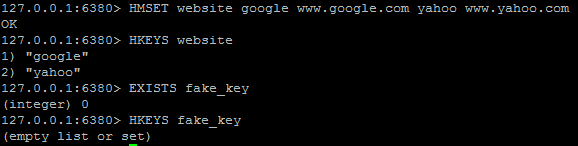 127.0.0.1:6380> HMSET website google www.google.com yahoo www.yahoo.com
OK
127.0.0.1:6380> HKEYS website
1) "google"
2) "yahoo"
127.0.0.1:6380> EXISTS fake_key
(integer) 0
127.0.0.1:6380> HKEYS fake_key
(empty list or set)